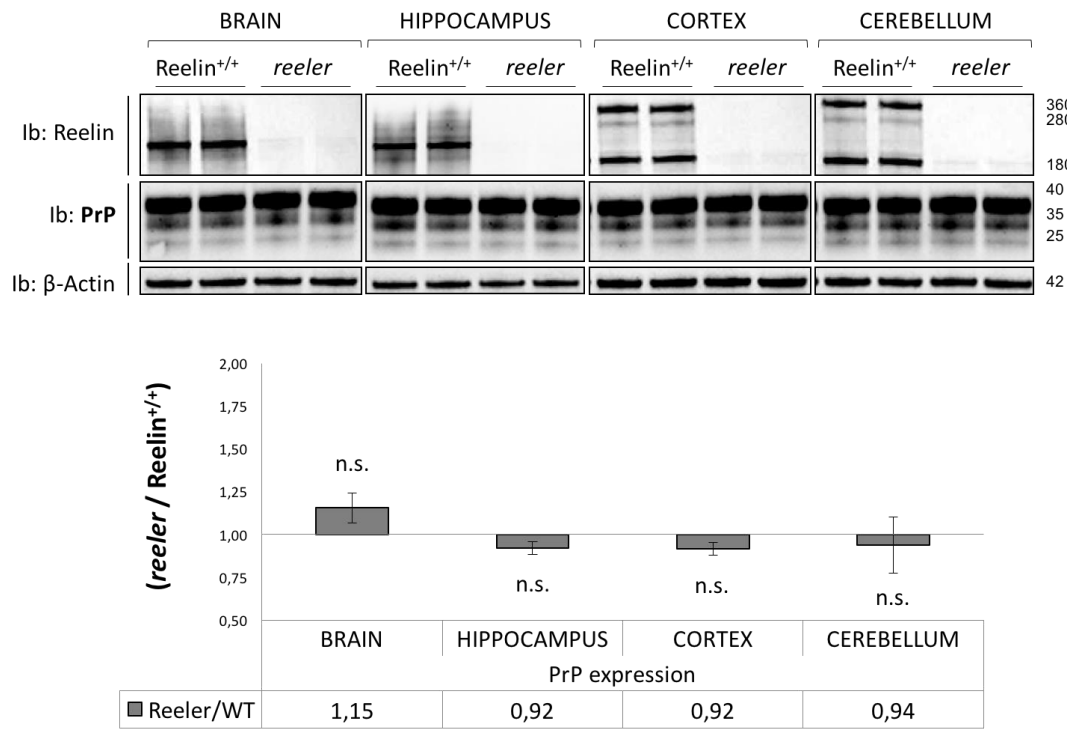 BRAIN HIPPOCAMPUS CORTEX CEREBELLUM
Reelin+/+ reeler Reelin+/+ reeler Reelin+/+ reeler Reelin+/+ reeler
Ib: Reelin
360
280
180
Ib: PrP
40
35
25
Ib: β-Actin
42
(reeler / Reelin+/+)
2,00
1,75
1,50
1,25
1,00
0,75
0,50
n.s.
n.s.
n.s.
n.s.
BRAIN HIPPOCAMPUS CORTEX CEREBELLUM
PrP expression
Reeler/WT 1,15 0,92 0,92 0,94